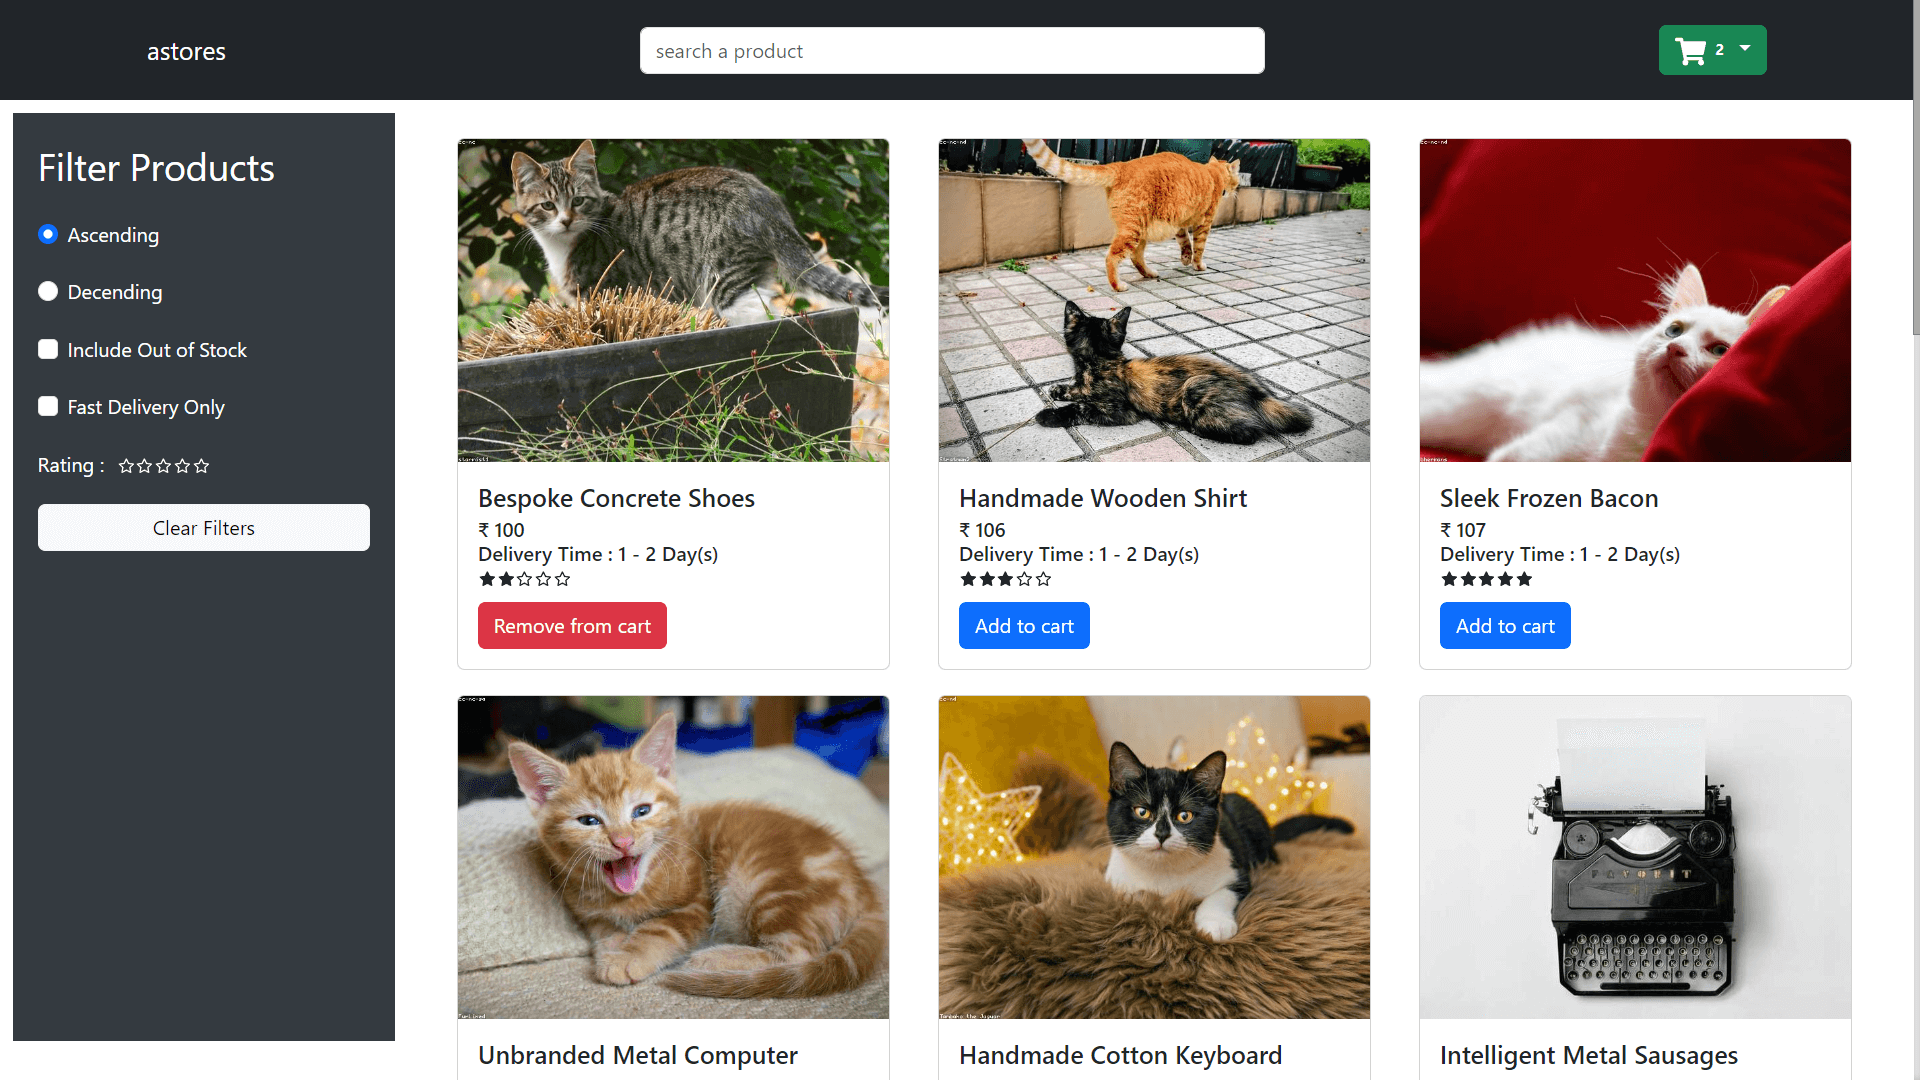 astores
search a product
2
Filter Products
Ascending
Decending
Include Out of Stock
Fast Delivery Only
Rating :
Clear Filters
Bespoke Concrete Shoes
₹ 100
Delivery Time : 1 - 2 Day(s)
Remove from cart
Handmade Wooden Shirt
₹ 106
Delivery Time : 1 - 2 Day(s)
Add to cart
Sleek Frozen Bacon
₹ 107
Delivery Time : 1 - 2 Day(s)
Add to cart
Unbranded Metal Computer
Handmade Cotton Keyboard
Intelligent Metal Sausages